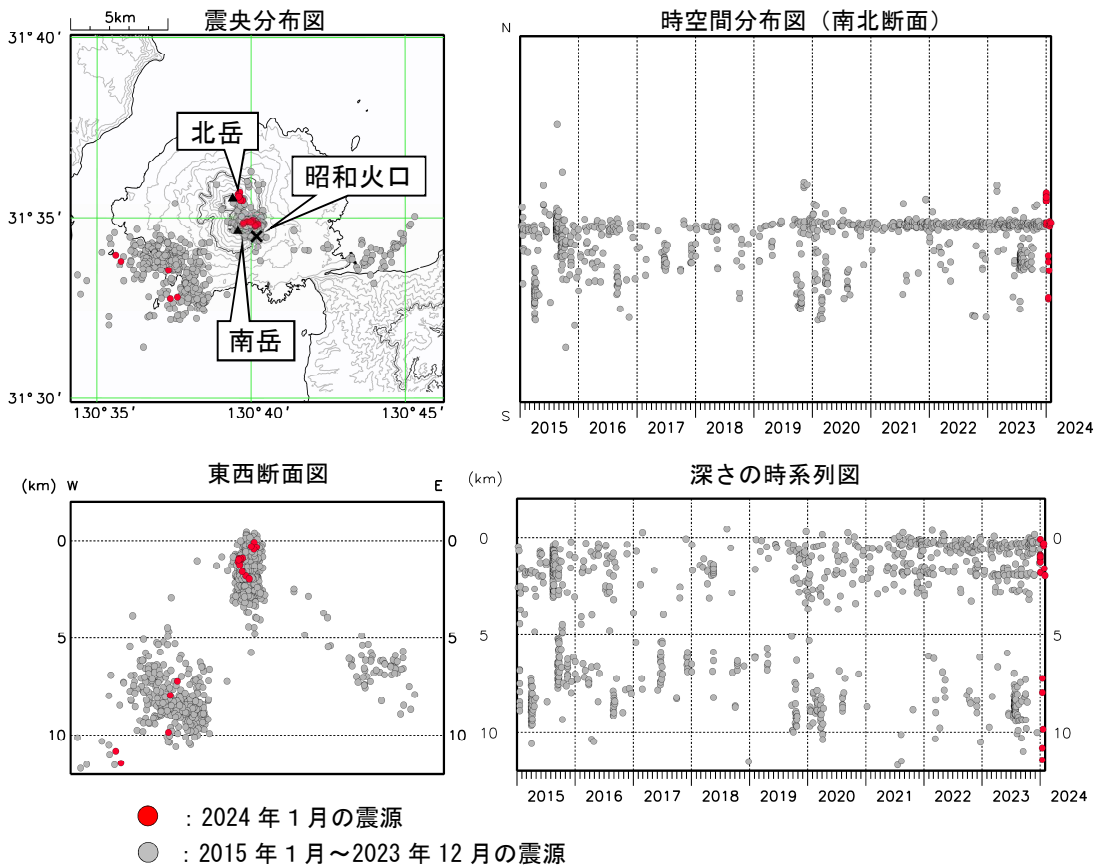 5km
震央分布図
31°40′
北岳
昭和火口
31°35′
南岳
31°30′
130°35′ 130°40′ 130°45′
時空間分布図（南北断面）
N
S
2015 2016 2017 2018 2019 2020 2021 2022 2023 2024
東西断面図
(km) W E
0 0
5 5
10 10
深さの時系列図
(km)
0 0
5 5
10 10
2015 2016 2017 2018 2019 2020 2021 2022 2023 2024
：2024 年 1 月の震源
：2015 年 1 月～2023 年 12 月の震源